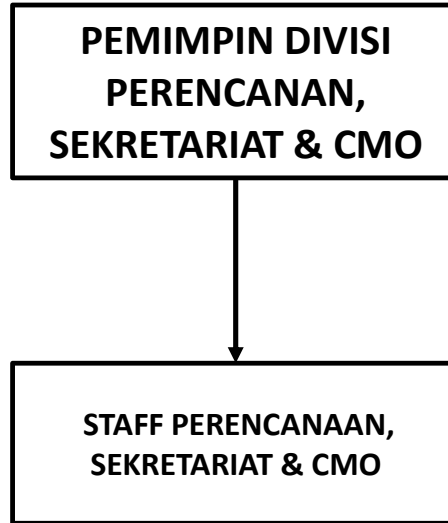 PEMIMPIN DIVISI
PERENCANAN,
SEKRETARIAT & CMO
STAFF PERENCANAAN,
SEKRETARIAT & CMO